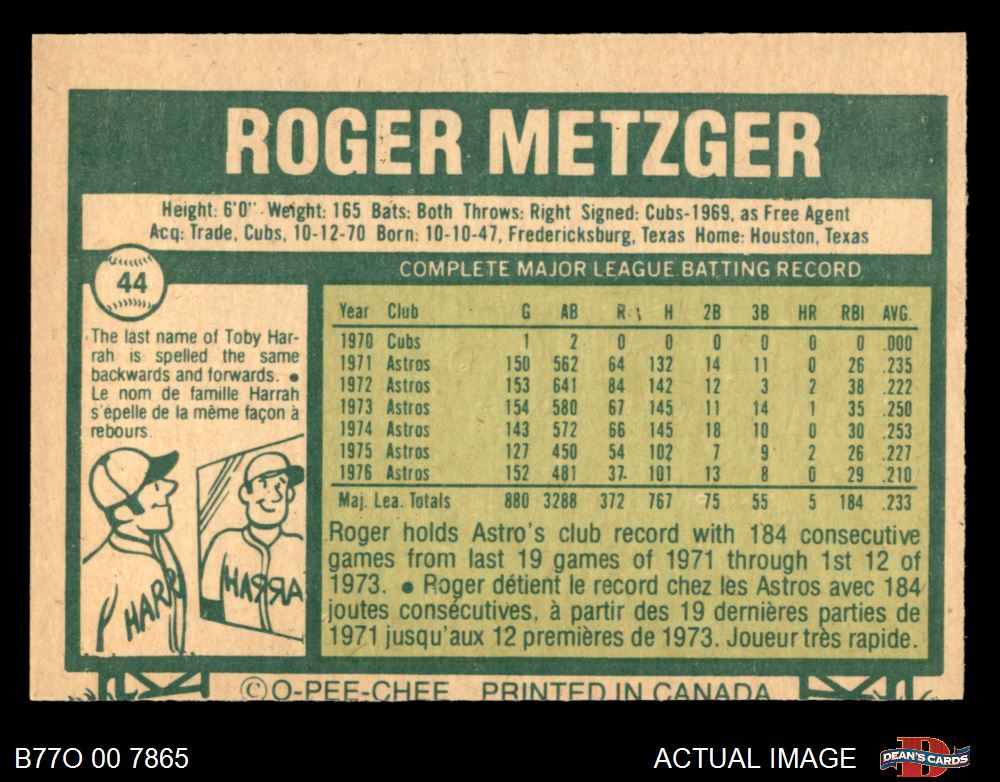 ROGER METZGER
Height: 6'0" Weight: 165 Bats: Both Throws: Right Signed: Cubs-1969, as Free Agent
Acq: Trade, Cubs, 10-12-70 Born: 10-10-47, Fredericksburg, Texas Home: Houston, Texas
44
COMPLETE MAJOR LEAGUE BATTING RECORD
The last name of Toby Har-
rah is spelled the same
backwards and forwards. ●
Le nom de famille Harrah
s'épelle de la même façon à
rebours.
HARR
HARRA
Year Club G AB R H 2B 3B HR RBI AVG.
1970 Cubs 1 2 0 0 0 0 0 0 .000
1971 Astros 150 562 64 132 14 11 0 26 .235
1972 Astros 153 641 84 142 12 3 2 38 .222
1973 Astros 154 580 67 145 11 14 1 35 .250
1974 Astros 143 572 66 145 18 10 0 30 .253
1975 Astros 127 450 54 102 7 9 2 26 .227
1976 Astros 152 481 37 101 13 8 0 29 .210
Maj. Lea. Totals 880 3288 372 767 75 55 5 184 .233
Roger holds Astro's club record with 184 consecutive
games from last 19 games of 1971 through 1st 12 of
1973. ● Roger détient le record chez les Astros avec 184
joutes consécutives, à partir des 19 dernières parties de
1971 jusqu'aux 12 premières de 1973. Joueur très rapide.
©O-PEE-CHEE PRINTED IN CANADA
B77O 00 7865
ACTUAL IMAGE
D
DEAN'S CARDS